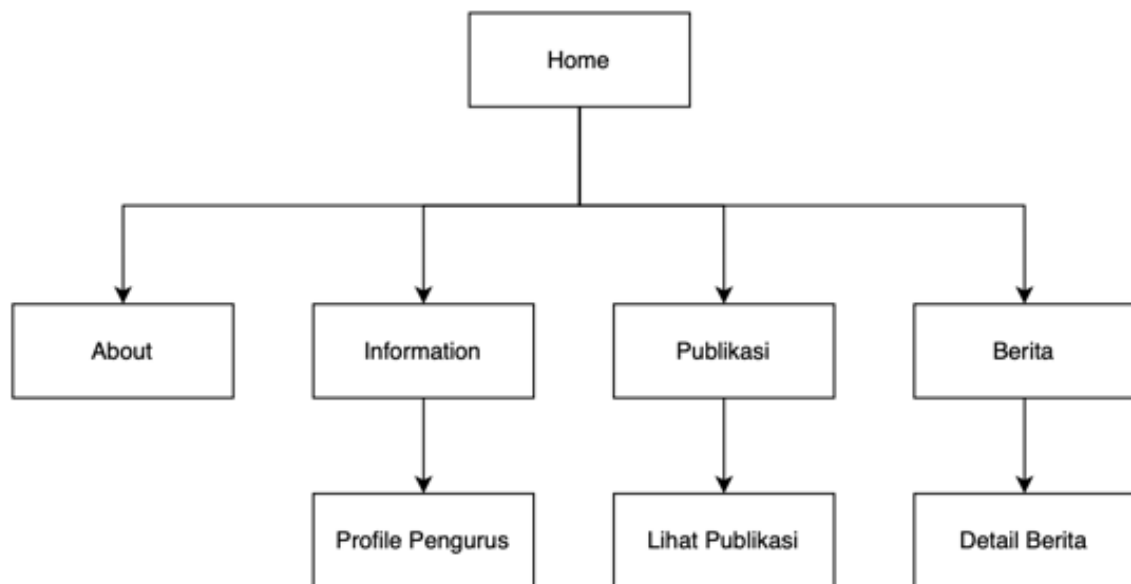 Home
About
Information
Publikasi
Berita
Profile Pengurus
Lihat Publikasi
Detail Berita